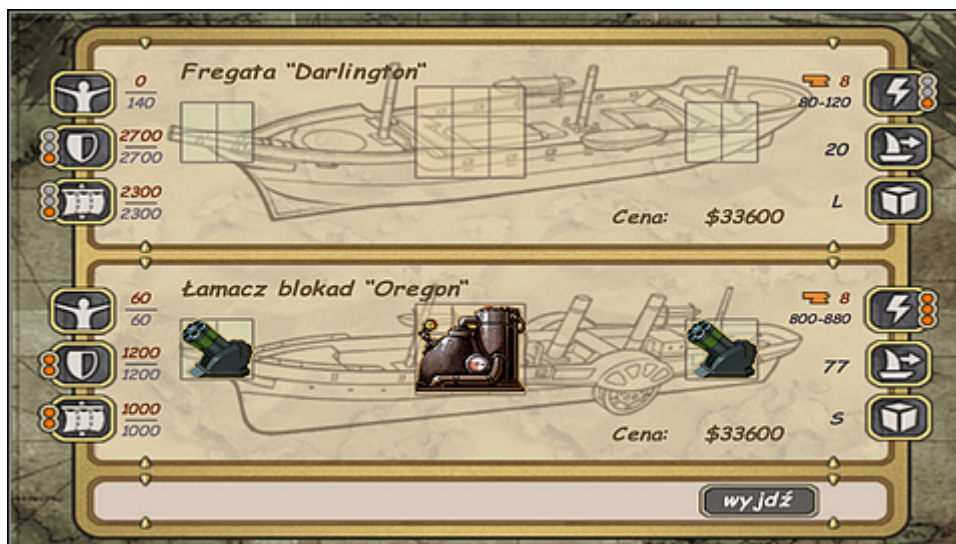 Fregata "Darlington"
0
140
8
80-120
2700
2700
20
2300
2300
L
Cena: $33600
Łamacz blokad "Oregon"
60
60
8
800-880
1200
1200
77
1000
1000
S
Cena: $33600
wyjdź